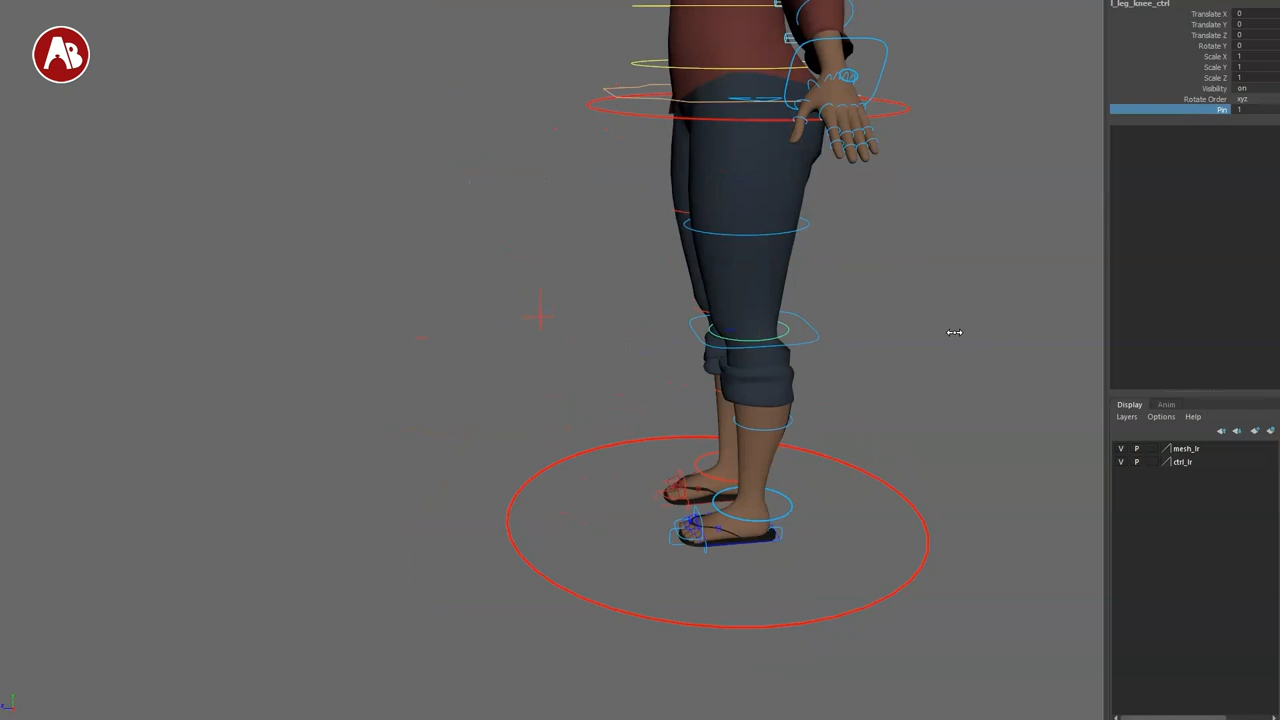 AB
l_leg_knee_ctrl
Translate X 0
Translate Y 0
Translate Z 0
Rotate Y 0
Scale X 1
Scale Y 1
Scale Z 1
Visibility on
Rotate Order xyz
Pin 1
Display Anim
Layers Options Help
V P mesh_lr
V P ctrl_lr